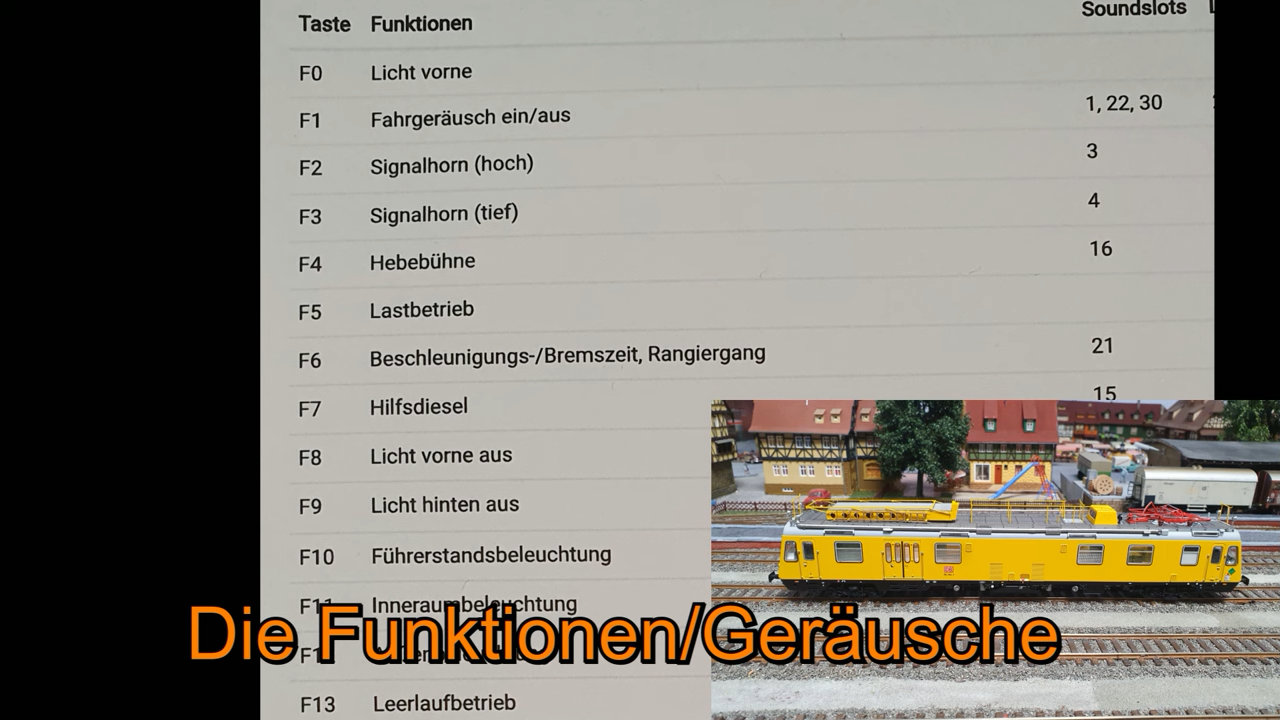 Taste Funktionen Soundslots
F0 Licht vorne
F1 Fahrgeräusch ein/aus 1, 22, 30
F2 Signalhorn (hoch) 3
F3 Signalhorn (tief) 4
F4 Hebebühne 16
F5 Lastbetrieb
F6 Beschleunigungs-/Bremszeit, Rangiergang 21
F7 Hilfsdiesel 15
F8 Licht vorne aus
F9 Licht hinten aus
F10 Führerstandsbeleuchtung
F11 Inneraumbeleuchtung
Die Funktionen/Geräusche
F13 Leerlaufbetrieb